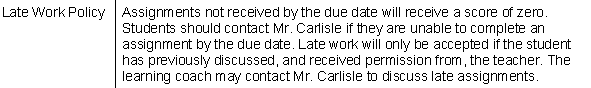 Late Work Policy Assignments not received by the due date will receive a score of zero.
Students should contact Mr. Carlisle if they are unable to complete an
assignment by the due date. Late work will only be accepted if the student
has previously discussed, and received permission from, the teacher. The
learning coach may contact Mr. Carlisle to discuss late assignments.